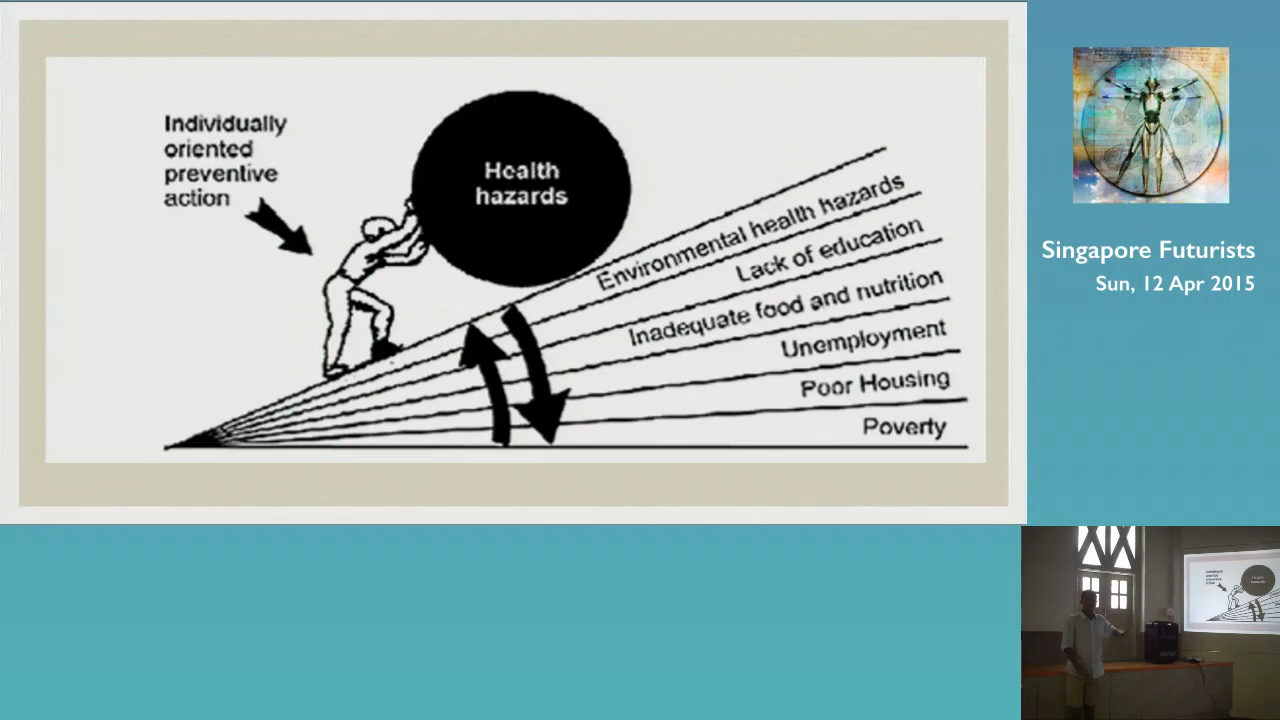 Individually
oriented
preventive
action
Health
hazards
Environmental health hazards
Lack of education
Inadequate food and nutrition
Unemployment
Poor Housing
Poverty
Singapore Futurists
Sun, 12 Apr 2015